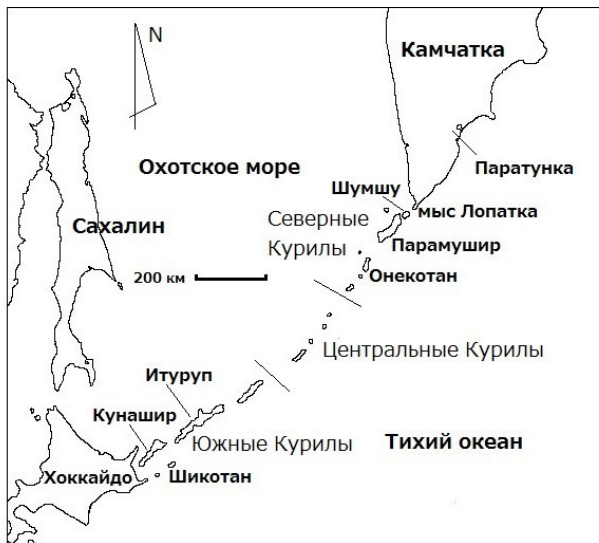 Камчатка
N
Охотское море
Паратунка
Шумшу
мыс Лопатка
Северные
Курилы
Сахалин
Парамушир
200 км
Онекотан
Центральные Курилы
Итуруп
Кунашир
Южные Курилы
Тихий океан
Хоккайдо
Шикотан